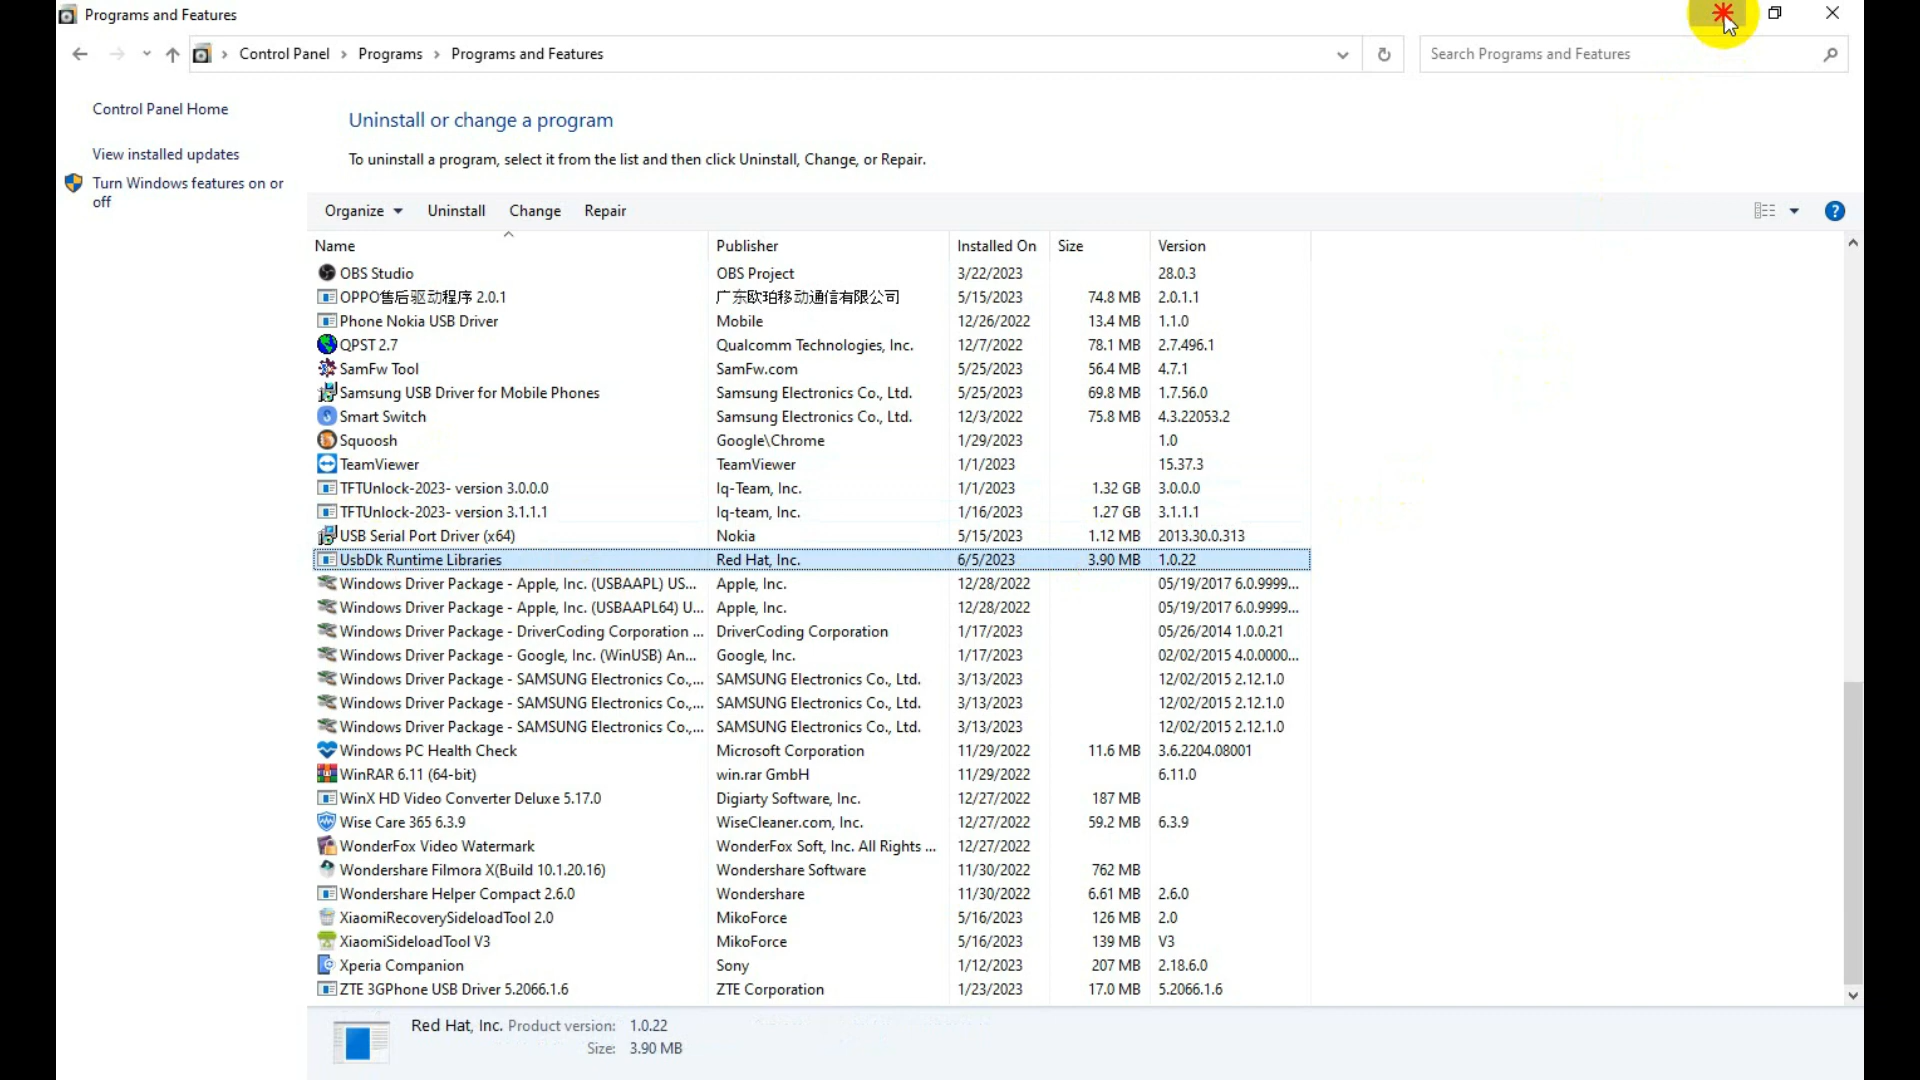 Programs and Features
Control Panel Programs Programs and Features
Search Programs and Features
Control Panel Home
View installed updates
Turn Windows features on or
off
Uninstall or change a program
To uninstall a program, select it from the list and then click Uninstall, Change, or Repair.
Organize Uninstall Change Repair
Name Publisher Installed On Size Version
OBS Studio OBS Project 3/22/2023 28.0.3
OPPO售后驱动程序 2.0.1 广东欧珀移动通信有限公司 5/15/2023 74.8 MB 2.0.1.1
Phone Nokia USB Driver Mobile 12/26/2022 13.4 MB 1.1.0
QPST 2.7 Qualcomm Technologies, Inc. 12/7/2022 78.1 MB 2.7.496.1
SamFw Tool SamFw.com 5/25/2023 56.4 MB 4.7.1
Samsung USB Driver for Mobile Phones Samsung Electronics Co., Ltd. 5/25/2023 69.8 MB 1.7.56.0
Smart Switch Samsung Electronics Co., Ltd. 12/3/2022 75.8 MB 4.3.22053.2
Squoosh Google\Chrome 1/29/2023 1.0
TeamViewer TeamViewer 1/1/2023 15.37.3
TFTUnlock-2023- version 3.0.0.0 Iq-Team, Inc. 1/1/2023 1.32 GB 3.0.0.0
TFTUnlock-2023- version 3.1.1.1 Iq-team, Inc. 1/16/2023 1.27 GB 3.1.1.1
USB Serial Port Driver (x64) Nokia 5/15/2023 1.12 MB 2013.30.0.313
UsbDk Runtime Libraries Red Hat, Inc. 6/5/2023 3.90 MB 1.0.22
Windows Driver Package - Apple, Inc. (USBAAPL) US... Apple, Inc. 12/28/2022 05/19/2017 6.0.9999...
Windows Driver Package - Apple, Inc. (USBAAPL64) U... Apple, Inc. 12/28/2022 05/19/2017 6.0.9999...
Windows Driver Package - DriverCoding Corporation ... DriverCoding Corporation 1/17/2023 05/26/2014 1.0.0.21
Windows Driver Package - Google, Inc. (WinUSB) An... Google, Inc. 1/17/2023 02/02/2015 4.0.0000...
Windows Driver Package - SAMSUNG Electronics Co.,... SAMSUNG Electronics Co., Ltd. 3/13/2023 12/02/2015 2.12.1.0
Windows Driver Package - SAMSUNG Electronics Co.,... SAMSUNG Electronics Co., Ltd. 3/13/2023 12/02/2015 2.12.1.0
Windows Driver Package - SAMSUNG Electronics Co.,... SAMSUNG Electronics Co., Ltd. 3/13/2023 12/02/2015 2.12.1.0
Windows PC Health Check Microsoft Corporation 11/29/2022 11.6 MB 3.6.2204.08001
WinRAR 6.11 (64-bit) win.rar GmbH 11/29/2022 6.11.0
WinX HD Video Converter Deluxe 5.17.0 Digiarty Software, Inc. 12/27/2022 187 MB
Wise Care 365 6.3.9 WiseCleaner.com, Inc. 12/27/2022 59.2 MB 6.3.9
WonderFox Video Watermark WonderFox Soft, Inc. All Rights ... 12/27/2022
Wondershare Filmora X(Build 10.1.20.16) Wondershare Software 11/30/2022 762 MB
Wondershare Helper Compact 2.6.0 Wondershare 11/30/2022 6.61 MB 2.6.0
XiaomiRecoverySideloadTool 2.0 MikoForce 5/16/2023 126 MB 2.0
XiaomiSideloadTool V3 MikoForce 5/16/2023 139 MB V3
Xperia Companion Sony 1/12/2023 207 MB 2.18.6.0
ZTE 3GPhone USB Driver 5.2066.1.6 ZTE Corporation 1/23/2023 17.0 MB 5.2066.1.6
Red Hat, Inc. Product version: 1.0.22
Size: 3.90 MB